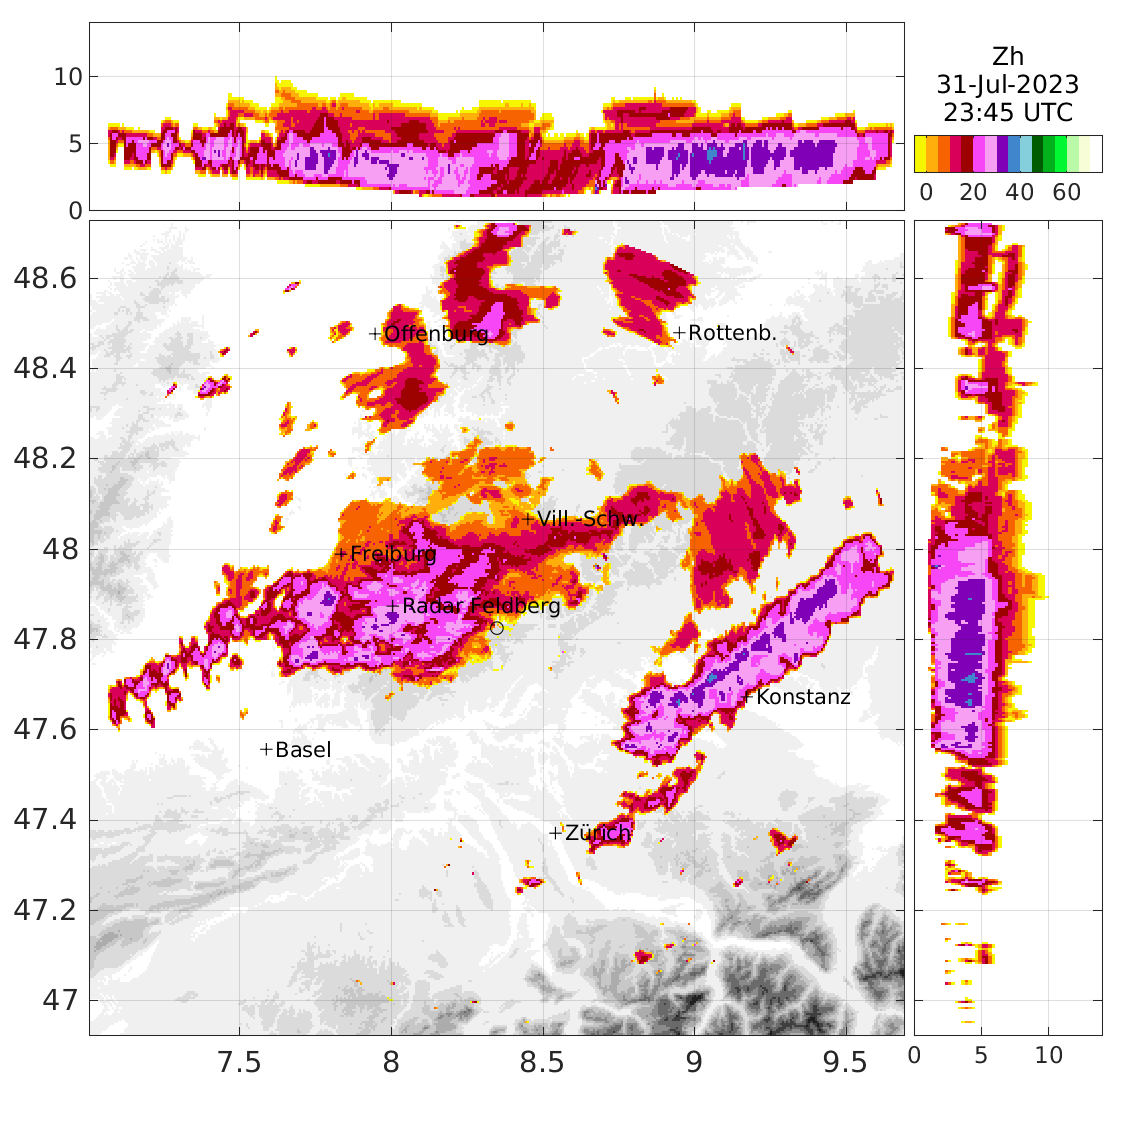 10
5
0
Zh
31-Jul-2023
23:45 UTC
0 20 40 60
48.6
48.4
48.2
48
47.8
47.6
47.4
47.2
47
Offenburg
Rottenb.
Vill.-Schw.
Freiburg
Radar Feldberg
Konstanz
Basel
Zürich
7.5 8 8.5 9 9.5
0 5 10